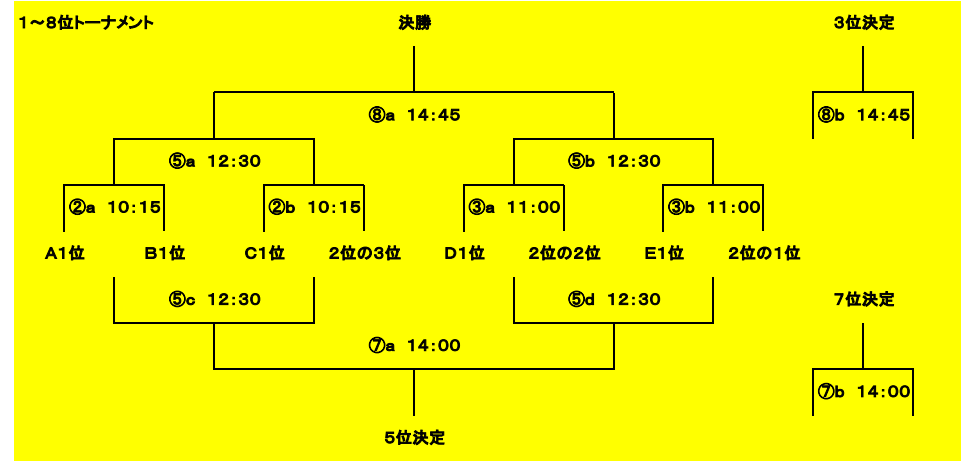 1～8位トーナメント 決勝 3位決定
⑧a 14:45 ⑧b 14:45
⑤a 12:30 ⑤b 12:30
②a 10:15 ②b 10:15 ③a 11:00 ③b 11:00
A1位 B1位 C1位 2位の3位 D1位 2位の2位 E1位 2位の1位
⑤c 12:30 ⑤d 12:30 7位決定
⑦a 14:00
⑦b 14:00
5位決定